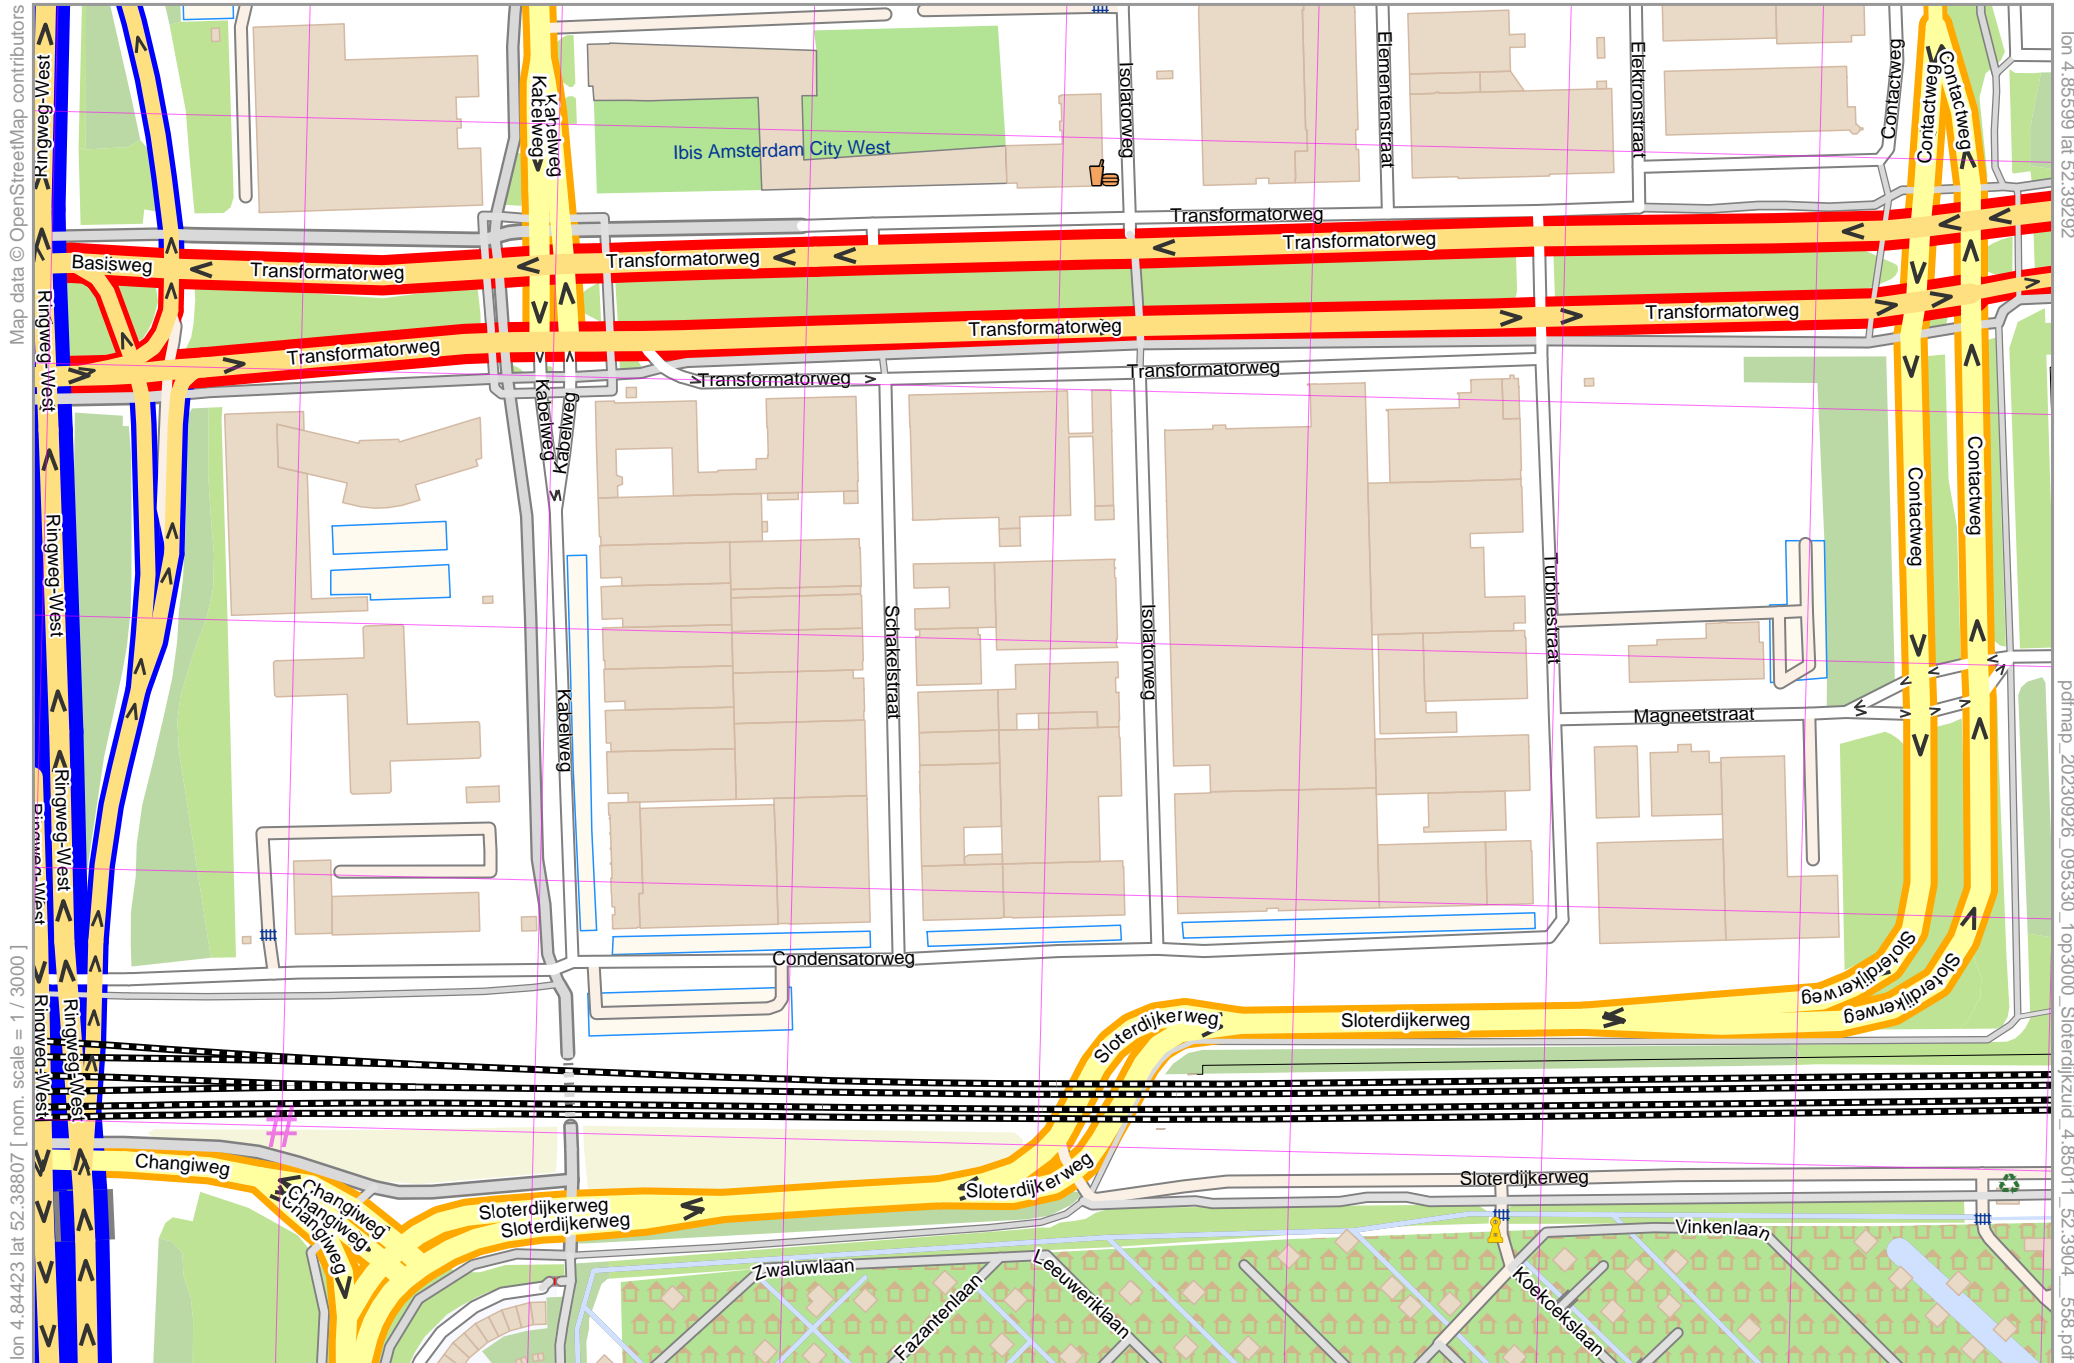 Map data © OpenStreetMap contributors
lon 4.84423 lat 52.38807 [ nom. scale = 1 / 3000 ]
lon 4.85599 lat 52.39292
pdfmap_20230926_095330_1op3000_Sloterdijkzuid_4.85011_52.3904_558.pdf
Ringweg-West
Kabelweg
Kabelweg
Ibis Amsterdam City West
Isolatorweg
Elementenstraat
Elektronstraat
Contactweg
Contactweg
Contactweg
Transformatorweg
Transformatorweg
Transformatorweg
Transformatorweg
Basisweg
Ringweg-West
Transformatorweg
Transformatorweg
Transformatorweg
Transformatorweg
Transformatorweg
Kabelweg
Kabelweg
Contactweg
Contactweg
Ringweg-West
Turbinestraat
Schakelstraat
Isolatorweg
Kabelweg
Magneetstraat
Ringweg-West
Ringweg-West
Condensatorweg
Sloterdijkerweg
Sloterdijkerweg
Ringweg-West
Ringweg-West
Sloterdijkerweg
Sloterdijkerweg
Changiweg
Changiweg
Changiweg
Changiweg
Sloterdijkerweg
Sloterdijkerweg
Sloterdijkerweg
Sloterdijkerweg
Vinkenlaan
Zwaluwlaan
Leeuweriklaan
Fazantenlaan
Koekoekslaan